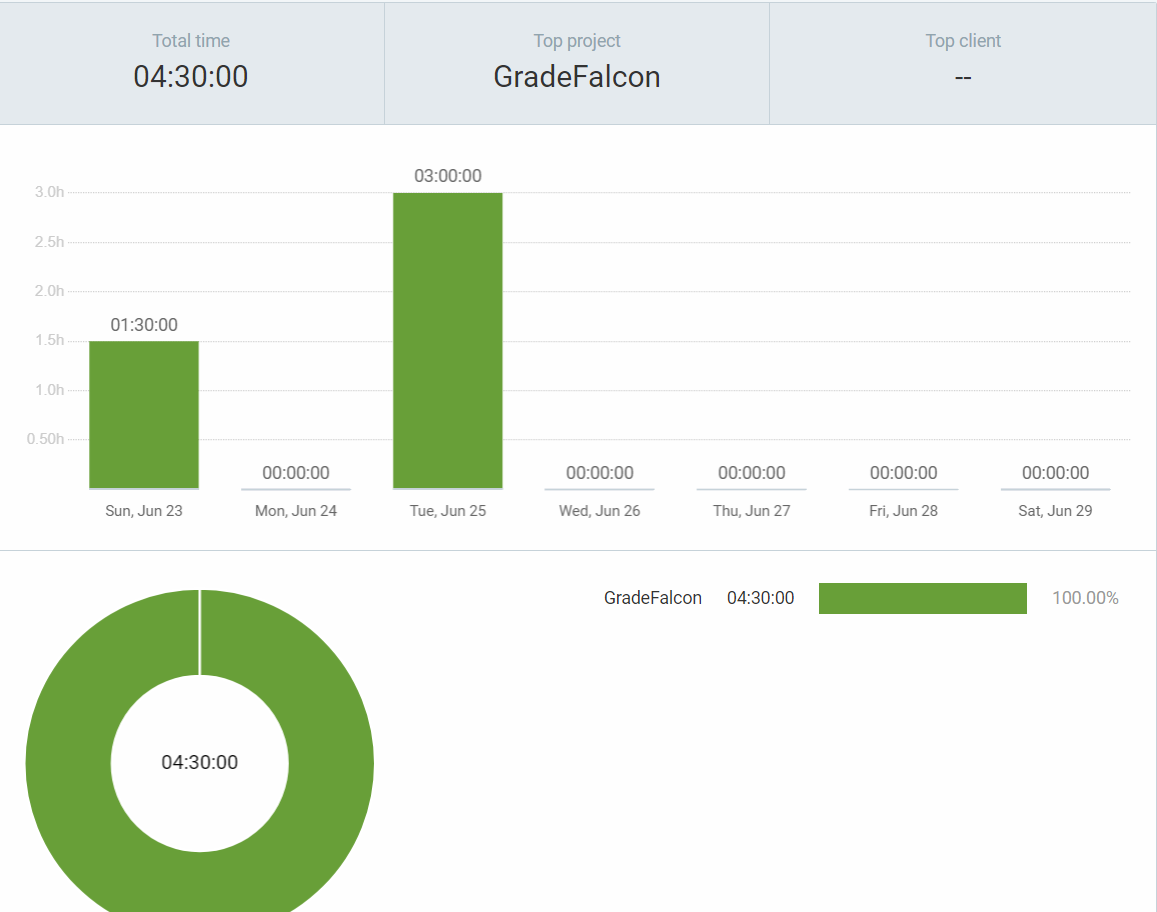 Total time
04:30:00
Top project
GradeFalcon
Top client
--
3.0h
2.5h
2.0h
1.5h
1.0h
0.50h
01:30:00
00:00:00
03:00:00
00:00:00
00:00:00
00:00:00
00:00:00
Sun, Jun 23
Mon, Jun 24
Tue, Jun 25
Wed, Jun 26
Thu, Jun 27
Fri, Jun 28
Sat, Jun 29
04:30:00
GradeFalcon 04:30:00 100.00%